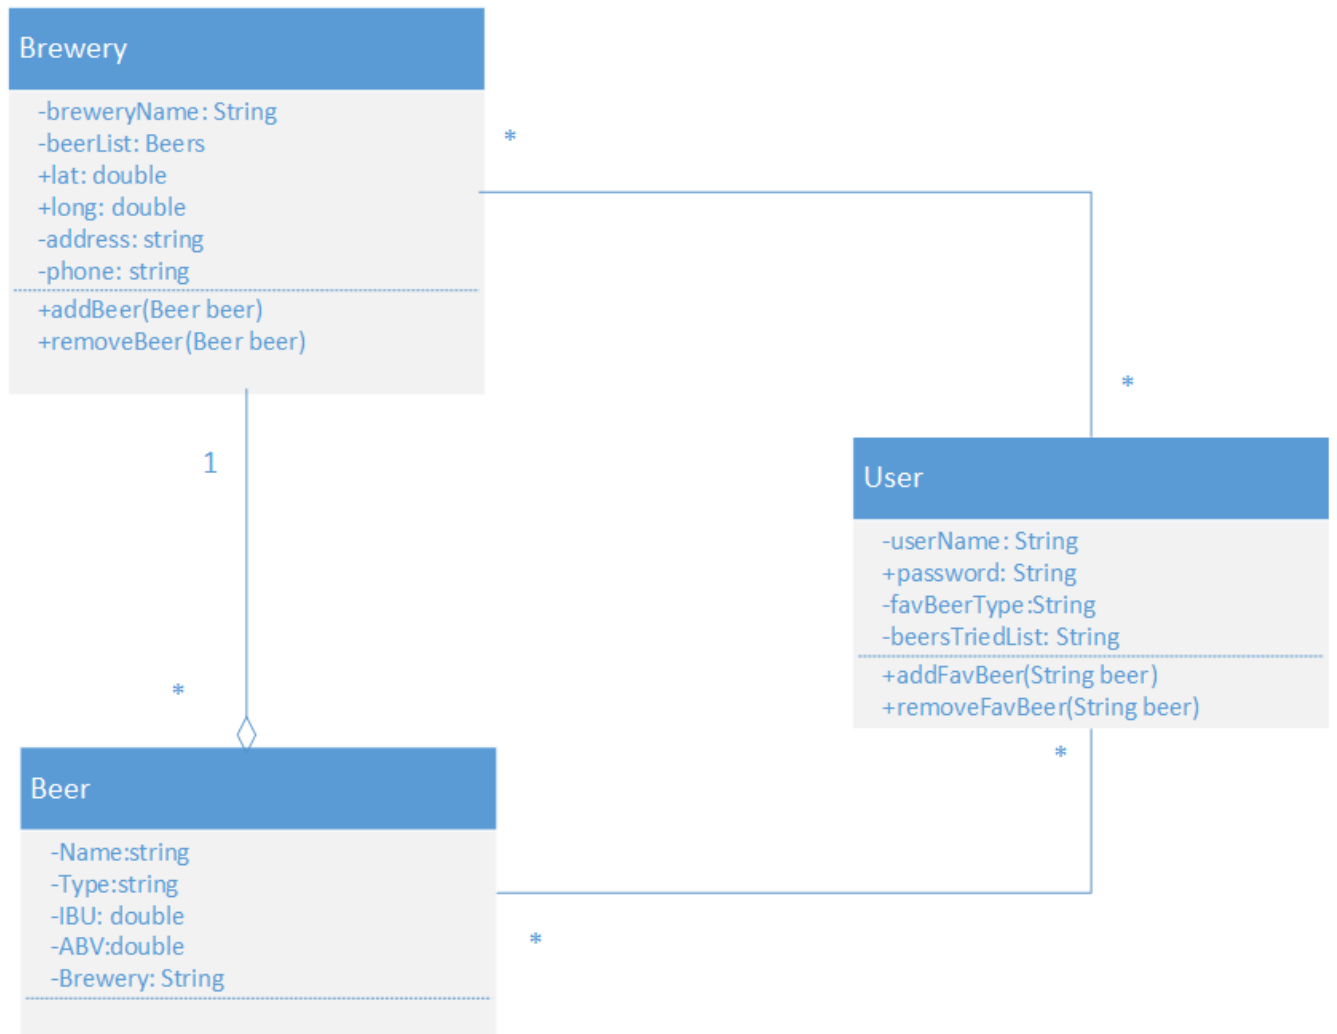 Brewery
-breweryName: String
-beerList: Beers
+lat: double
+long: double
-address: string
-phone: string
+addBeer(Beer beer)
+removeBeer(Beer beer)
*
*
1
*
User
-userName: String
+password: String
-favBeerType:String
-beersTriedList: String
+addFavBeer(String beer)
+removeFavBeer(String beer)
*
*
Beer
-Name:string
-Type:string
-IBU: double
-ABV:double
-Brewery: String